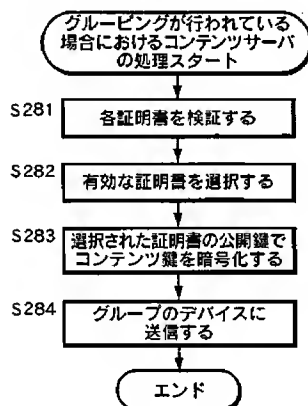 グルーピングが行われている
場合におけるコンテンツサーバ
の処理スタート
S281
各証明書を検証する
S282
有効な証明書を選択する
S283
選択された証明書の公開鍵で
コンテンツ鍵を暗号化する
S284
グループのデバイスに
送信する
エンド